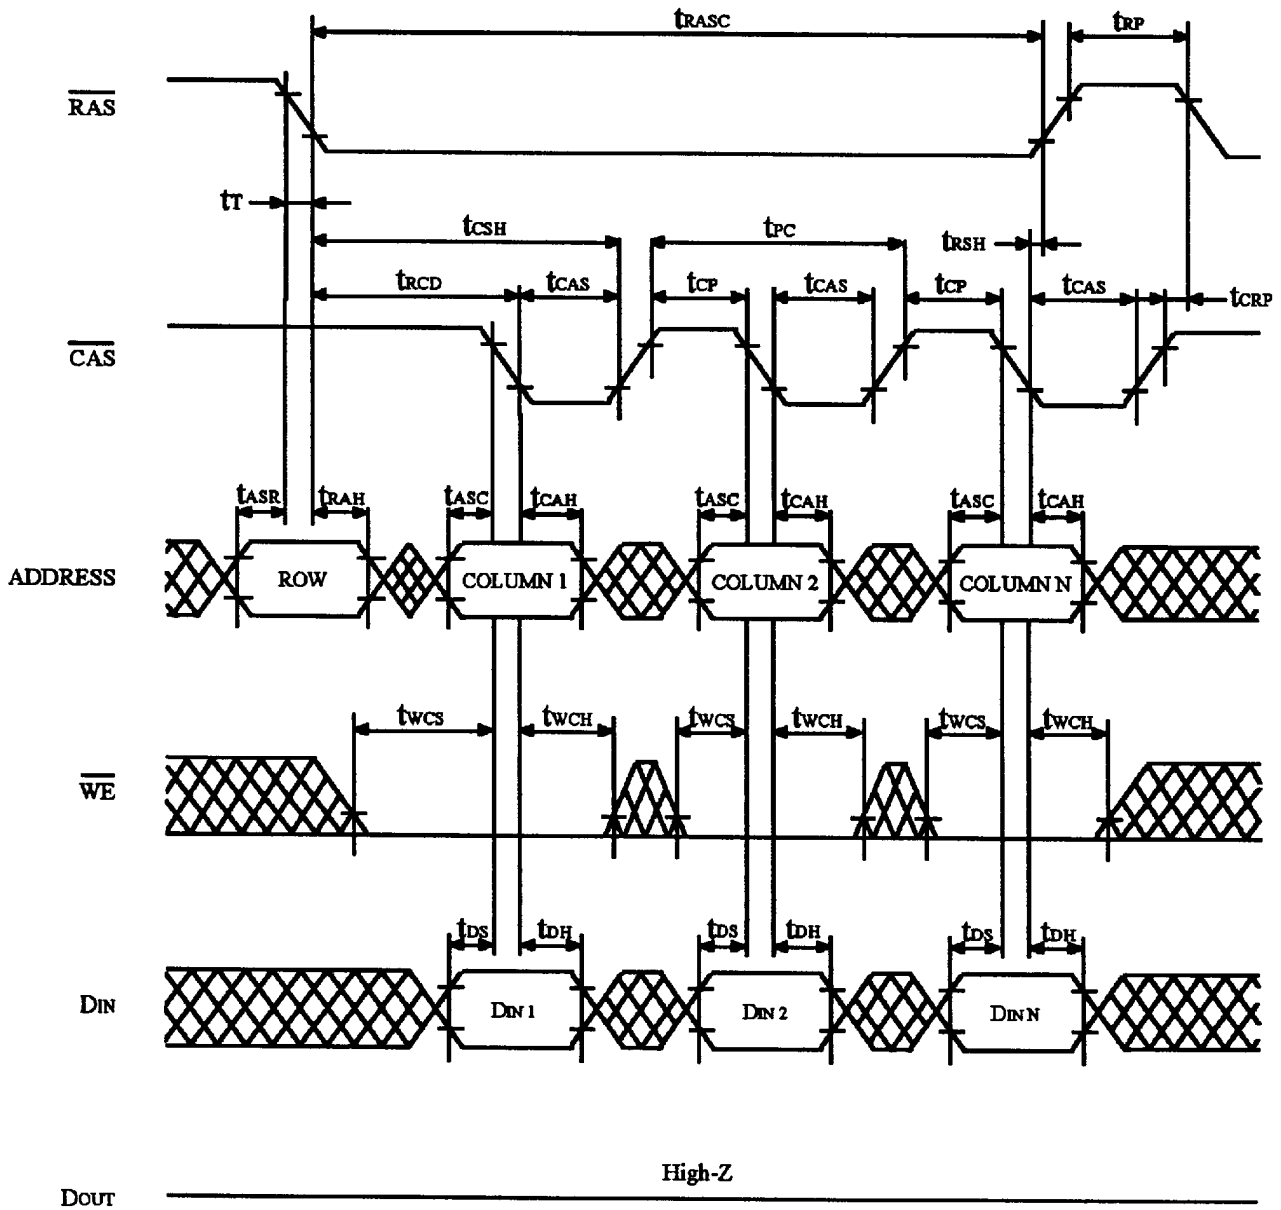 tRASC tRP
RAS
tT
tCSH tPC tRSH
tRCD tCAS tCP tCAS tCP tCAS tCRP
CAS
tASR tRAH tASC tCAH tASC tCAH tASC tCAH
ADDRESS ROW COLUMN 1 COLUMN 2 COLUMN N
tWCS tWCH tWCS tWCH tWCS tWCH
WE
tDS tDH tDS tDH tDS tDH
DIN DIN 1 DIN 2 DIN N
High-Z
DOUT